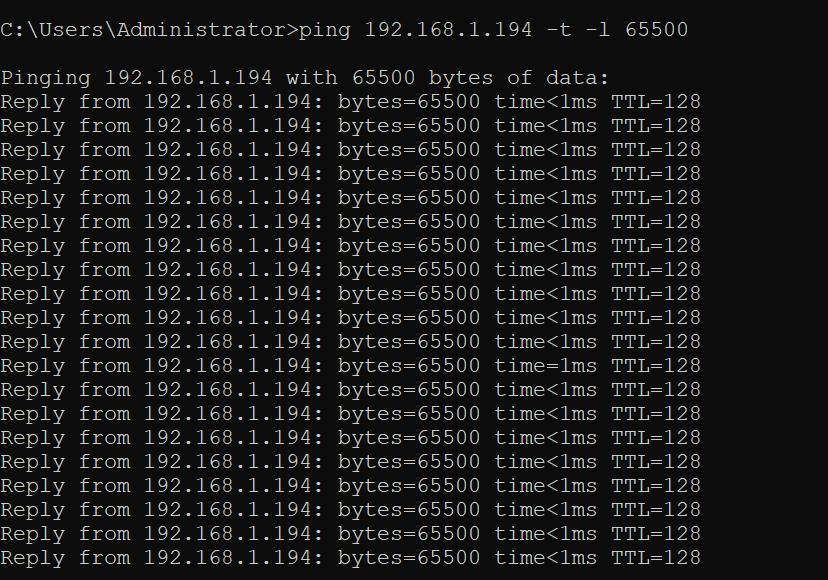 C:\Users\Administrator>ping 192.168.1.194 -t -l 65500
Pinging 192.168.1.194 with 65500 bytes of data:
Reply from 192.168.1.194: bytes=65500 time<1ms TTL=128
Reply from 192.168.1.194: bytes=65500 time<1ms TTL=128
Reply from 192.168.1.194: bytes=65500 time<1ms TTL=128
Reply from 192.168.1.194: bytes=65500 time<1ms TTL=128
Reply from 192.168.1.194: bytes=65500 time<1ms TTL=128
Reply from 192.168.1.194: bytes=65500 time<1ms TTL=128
Reply from 192.168.1.194: bytes=65500 time<1ms TTL=128
Reply from 192.168.1.194: bytes=65500 time<1ms TTL=128
Reply from 192.168.1.194: bytes=65500 time<1ms TTL=128
Reply from 192.168.1.194: bytes=65500 time<1ms TTL=128
Reply from 192.168.1.194: bytes=65500 time<1ms TTL=128
Reply from 192.168.1.194: bytes=65500 time=1ms TTL=128
Reply from 192.168.1.194: bytes=65500 time<1ms TTL=128
Reply from 192.168.1.194: bytes=65500 time<1ms TTL=128
Reply from 192.168.1.194: bytes=65500 time<1ms TTL=128
Reply from 192.168.1.194: bytes=65500 time<1ms TTL=128
Reply from 192.168.1.194: bytes=65500 time<1ms TTL=128
Reply from 192.168.1.194: bytes=65500 time<1ms TTL=128
Reply from 192.168.1.194: bytes=65500 time<1ms TTL=128
Reply from 192.168.1.194: bytes=65500 time<1ms TTL=128